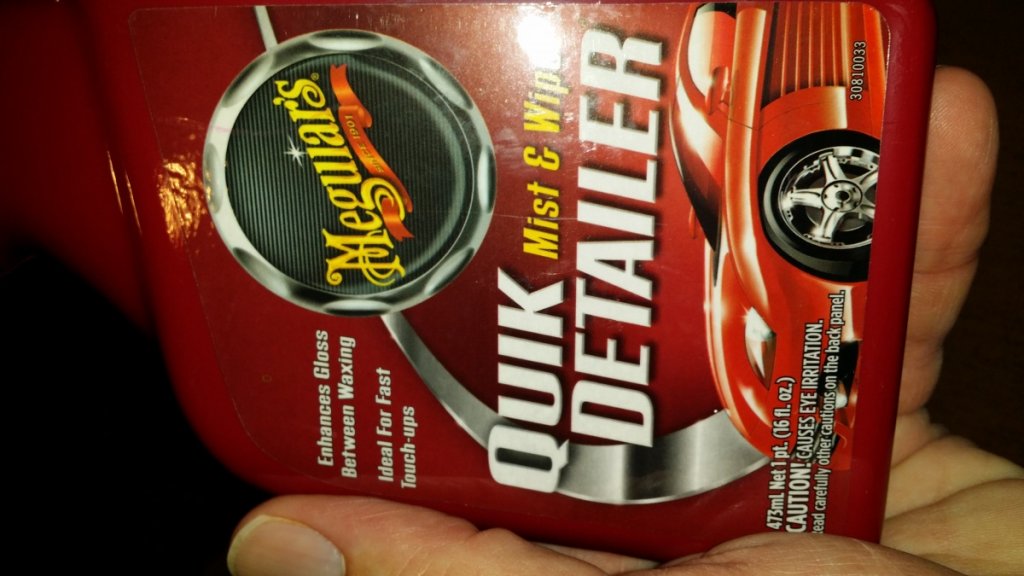 Meguiar's®
SINCE 1901
Enhances Gloss
Between Waxing
Ideal For Fast
Touch-ups
QUIK Mist & Wipe
DETAILER
473mL Net 1 pt. (16 fl. oz.)
CAUTION! CAUSES EYE IRRITATION.
Read carefully other cautions on the back panel.
30810033